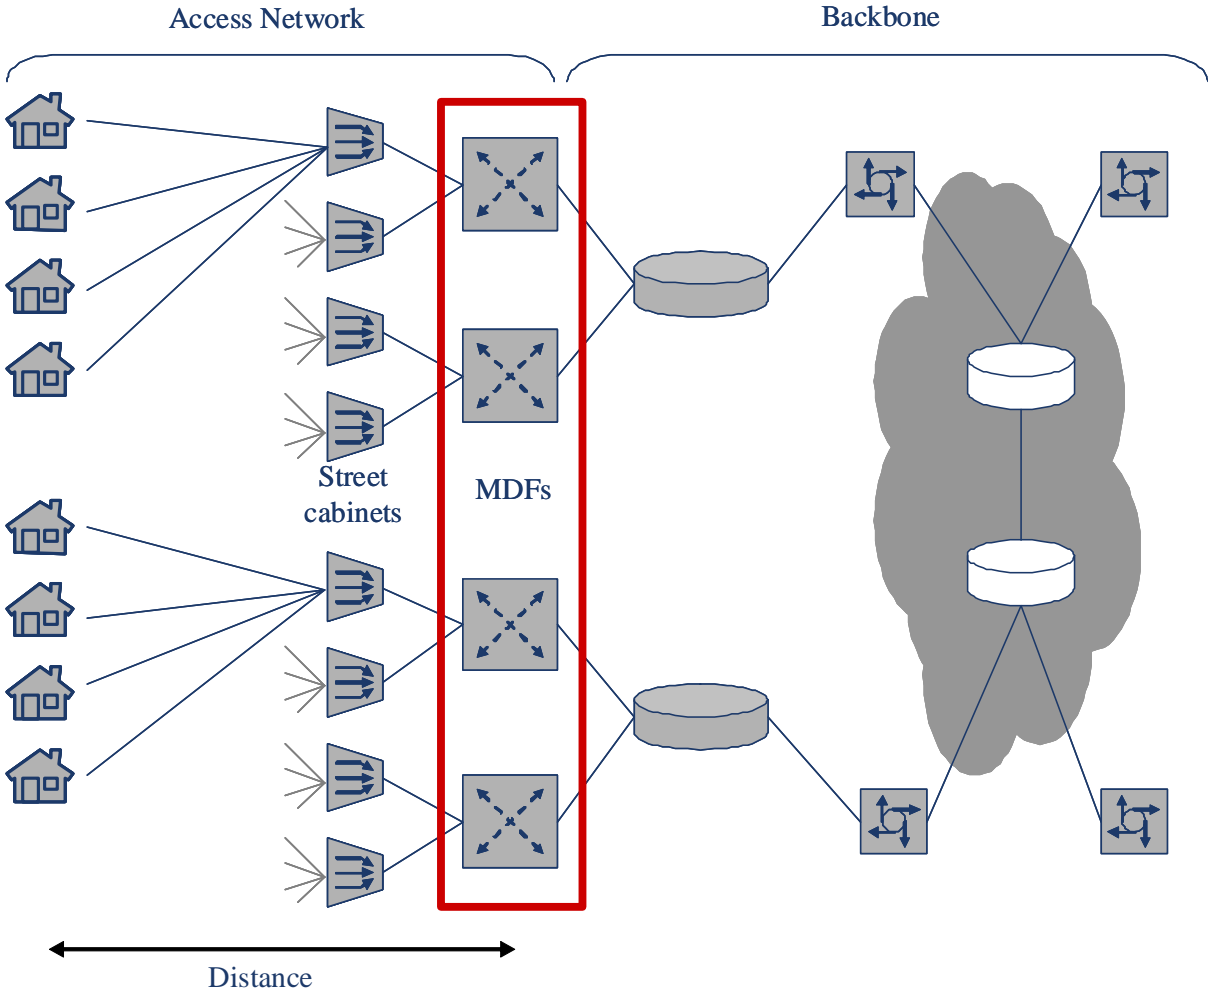 Access Network
Backbone
Street
cabinets
MDFs
Distance